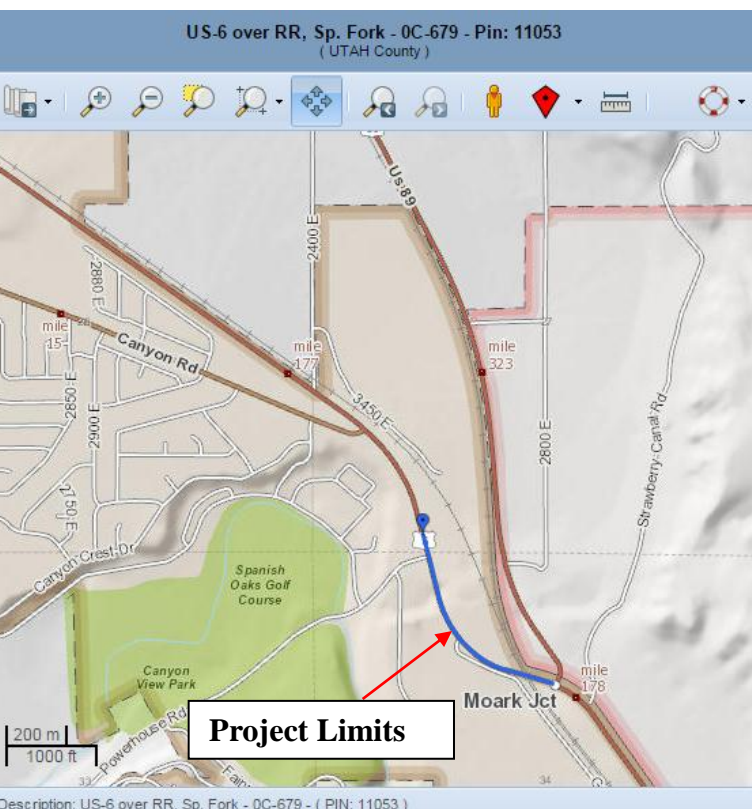 US-6 over RR, Sp. Fork - 0C-679 - Pin: 11053
( UTAH County )
Us 89
2400 E
2880 E
mile
15
Canyon Rd
mile
177
mile
323
2850 E
2900 E
3450 E
2800 E
Strawberry Canal Rd
2750 E
Canyon Crest Dr
Spanish
Oaks Golf
Course
Canyon
View Park
mile
178
Moark Jct
Project Limits
200 m
1000 ft
Powerhouse Rd
33
34
Description: US-6 over RR, Sp. Fork - 0C-679 - ( PIN: 11053 )